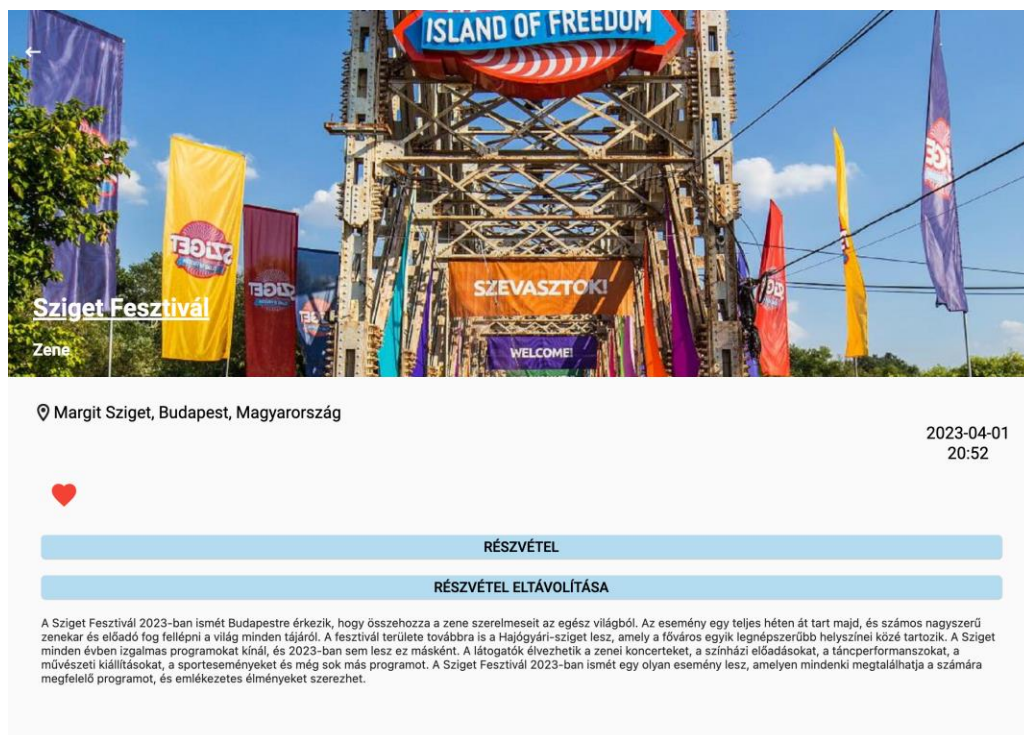 ISLAND OF FREEDOM
SZIGET
SZIGET
SZEVASZTOK!
WELCOME!
Sziget Fesztivál
Zene
Margit Sziget, Budapest, Magyarország
2023-04-01
20:52
RÉSZVÉTEL
RÉSZVÉTEL ELTÁVOLÍTÁSA
A Sziget Fesztivál 2023-ban ismét Budapestre érkezik, hogy összehozza a zene szerelmeseit az egész világból. Az esemény egy teljes héten át tart majd, és számos nagyszerű
zenekar és előadó fog fellépni a világ minden tájáról. A fesztivál területe továbbra is a Hajógyári-sziget lesz, amely a főváros egyik legnépszerűbb helyszínei közé tartozik. A Sziget
minden évben izgalmas programokat kínál, és 2023-ban sem lesz ez másként. A látogatók élvezhetik a zenei koncerteket, a színházi előadásokat, a táncperformanszokat, a
művészeti kiállításokat, a sporteseményeket és még sok más programot. A Sziget Fesztivál 2023-ban ismét egy olyan esemény lesz, amelyen mindenki megtalálhatja a számára
megfelelő programot, és emlékezetes élményeket szerezhet.